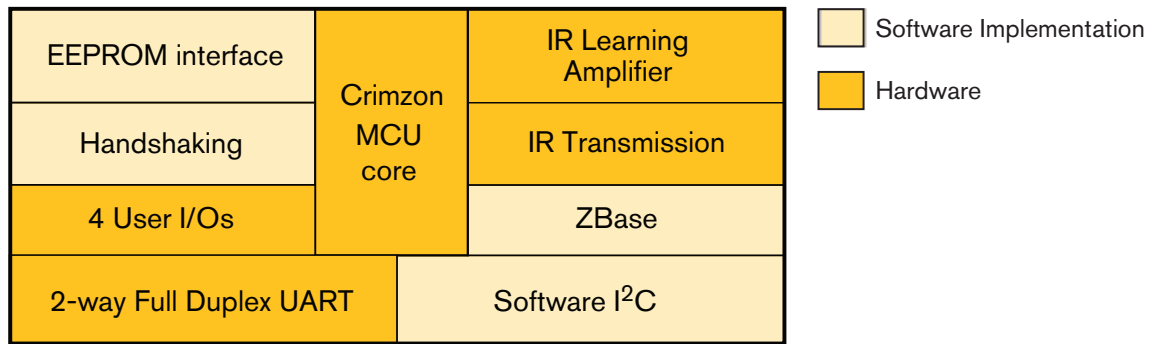 EEPROM interface
Handshaking
4 User I/Os
2-way Full Duplex UART
Crimzon
MCU
core
IR Learning
Amplifier
IR Transmission
ZBase
Software I²C
Software Implementation
Hardware